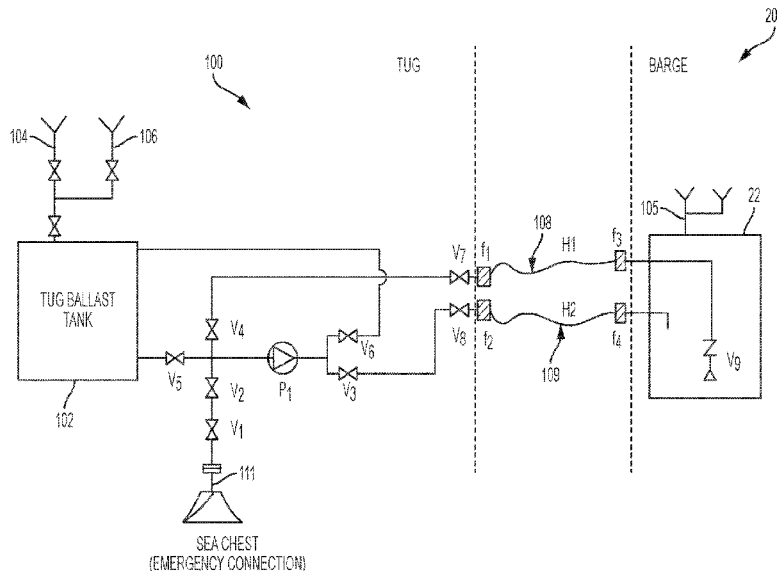 20
100
TUG
BARGE
104
106
105
22
108
H1
V7
f1
f3
TUG BALLAST
TANK
V4
V6
V8
f2
H2
f4
V9
V5
P1
V3
109
102
V2
V1
111
SEA CHEST
(EMERGENCY CONNECTION)